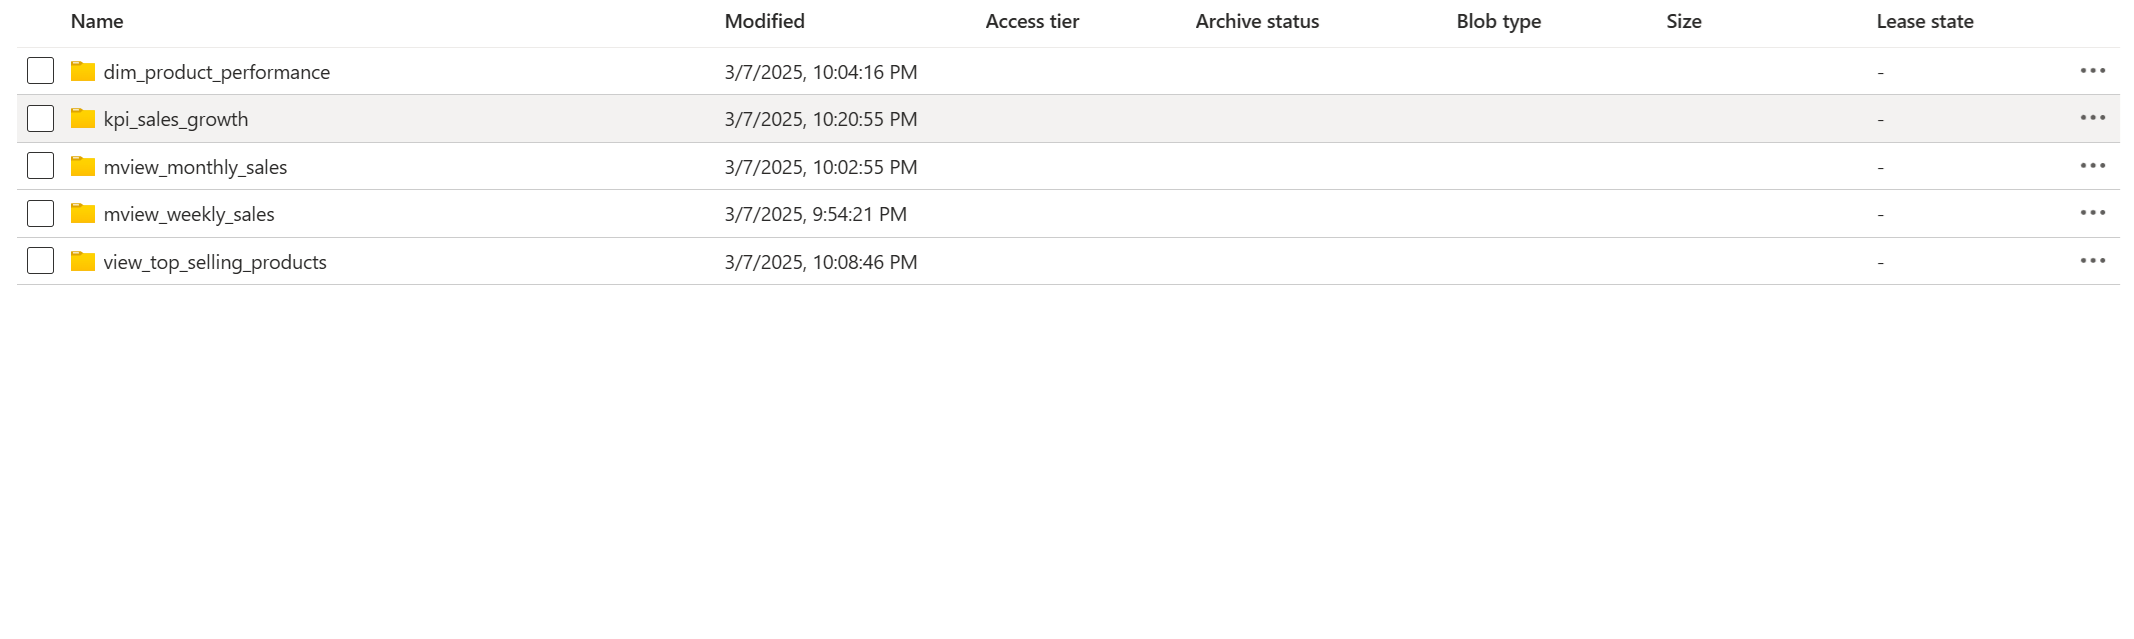 Name Modified Access tier Archive status Blob type Size Lease state
dim_product_performance 3/7/2025, 10:04:16 PM -
kpi_sales_growth 3/7/2025, 10:20:55 PM -
mview_monthly_sales 3/7/2025, 10:02:55 PM -
mview_weekly_sales 3/7/2025, 9:54:21 PM -
view_top_selling_products 3/7/2025, 10:08:46 PM -